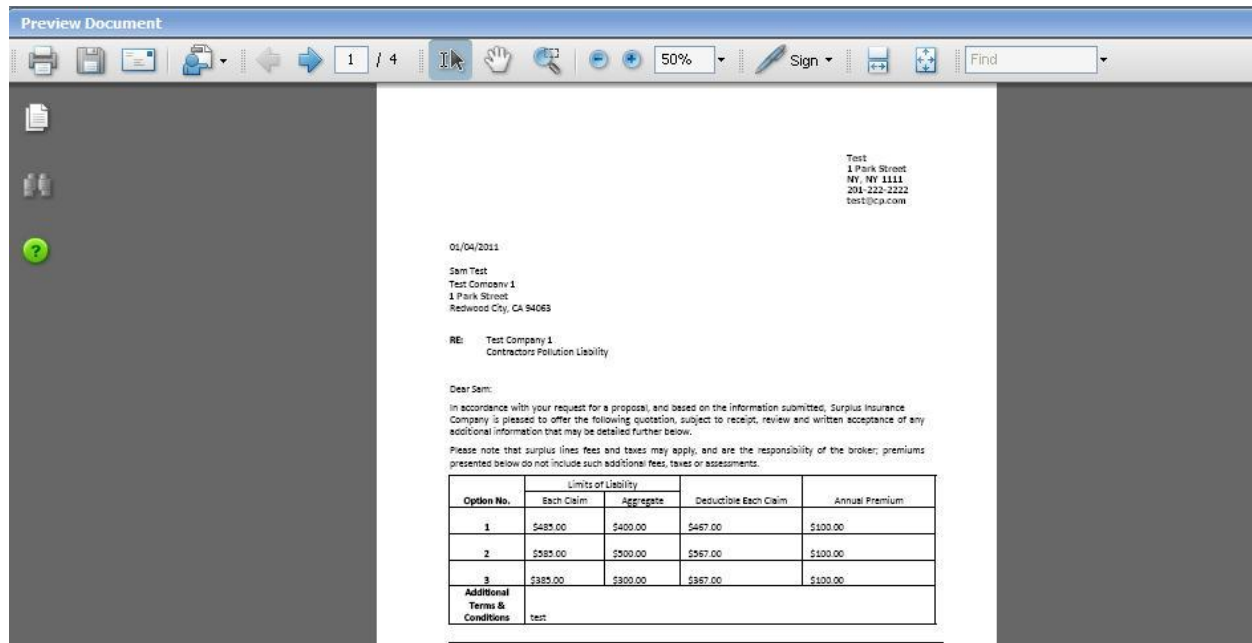 Preview Document
1 / 4
50%
Sign
Find
Test
1 Park Street
NY, NY 1111
201-222-2222
test@cp.com
01/04/2011
Sam Test
Test Company 1
1 Park Street
Redwood City, CA 94063
RE: Test Company 1
Contractors Pollution Liability
Dear Sam:
In accordance with your request for a proposal, and based on the information submitted, Surplus Insurance
Company is pleased to offer the following quotation, subject to receipt, review and written acceptance of any
additional information that may be detailed further below.
Please note that surplus lines fees and taxes may apply, and are the responsibility of the broker; premiums
presented below do not include such additional fees, taxes or assessments.
Limits of Liability
Option No. Each Claim Aggregate Deductible Each Claim Annual Premium
1 $485.00 $400.00 $467.00 $100.00
2 $585.00 $500.00 $567.00 $100.00
3 $385.00 $300.00 $367.00 $100.00
Additional
Terms &
Conditions test